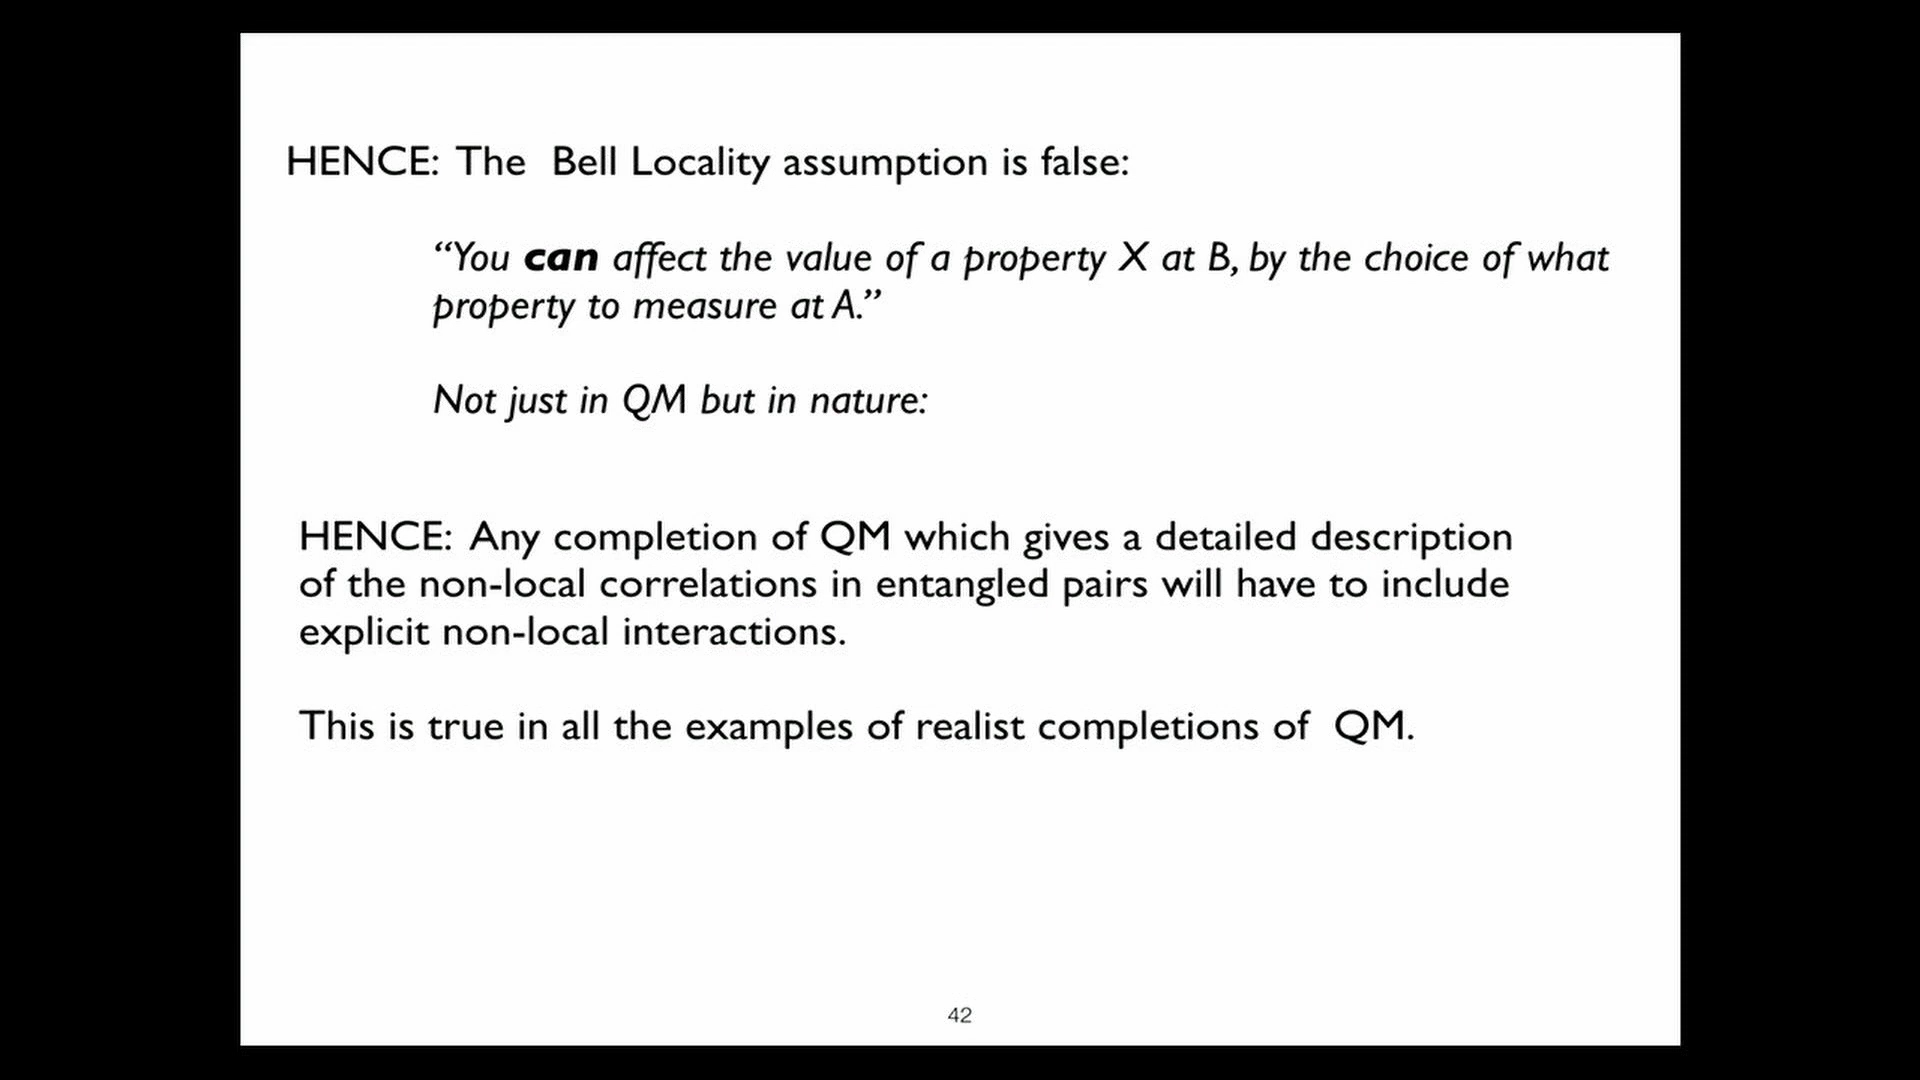 HENCE: The Bell Locality assumption is false:
“You can affect the value of a property X at B, by the choice of what
property to measure at A.”
Not just in QM but in nature:
HENCE: Any completion of QM which gives a detailed description
of the non-local correlations in entangled pairs will have to include
explicit non-local interactions.
This is true in all the examples of realist completions of QM.
42